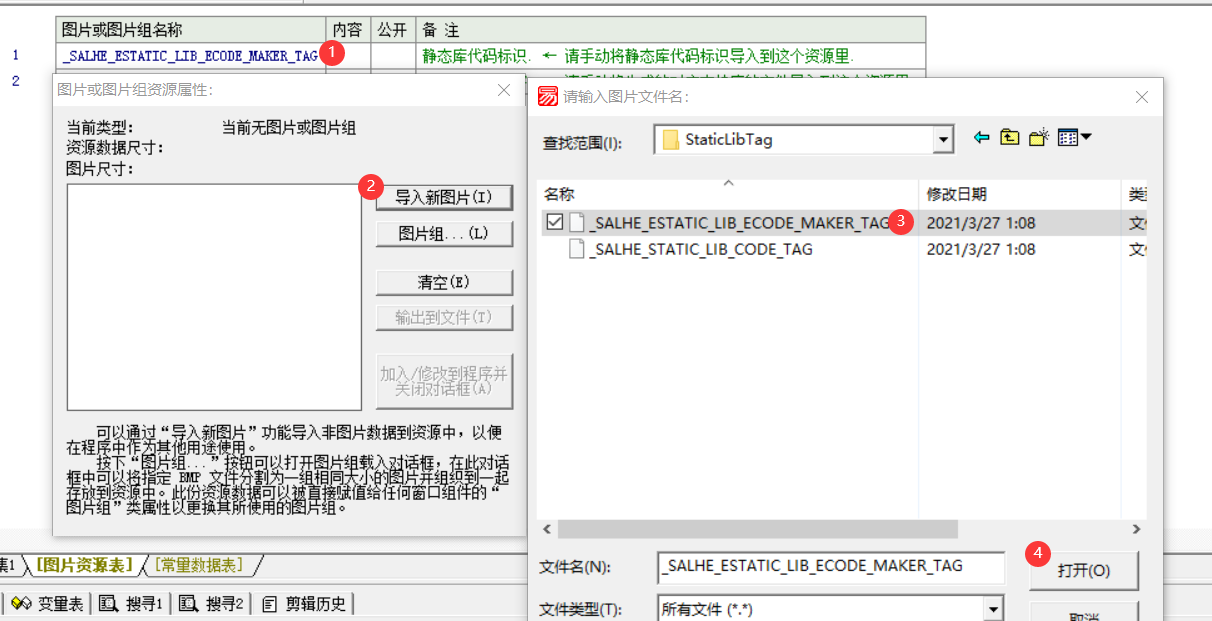 图片或图片组名称 内容 公开 备 注
1 _SALHE_ESTATIC_LIB_ECODE_MAKER_TAG 1 静态库代码标识. ← 请手动将静态库代码标识导入到这个资源里.
2
图片或图片组资源属性:
当前类型: 当前无图片或图片组
资源数据尺寸:
图片尺寸:
2 导入新图片(I)
图片组...(L)
清空(E)
输出到文件(T)
加入/修改到程序并
关闭对话框(A)
可以通过“导入新图片”功能导入非图片数据到资源中，以便
在程序中作为其他用途使用。
按下“图片组...”按钮可以打开图片组载入对话框，在此对话
框中可以将指定 BMP 文件分割为一组相同大小的图片并组织到一起
存放到资源中。此份资源数据可以被直接赋值给任何窗口组件的“
图片组”类属性以更换其所使用的图片组。
易 请输入图片文件名:
查找范围(I): StaticLibTag
名称 修改日期
_SALHE_ESTATIC_LIB_ECODE_MAKER_TAG 3 2021/3/27 1:08
_SALHE_STATIC_LIB_CODE_TAG 2021/3/27 1:08
文件名(N): _SALHE_ESTATIC_LIB_ECODE_MAKER_TAG 4 打开(O)
文件类型(T): 所有文件 (*.*) 取消
表1 [图片资源表] [常量数据表]
变量表 搜寻1 搜寻2 剪辑历史